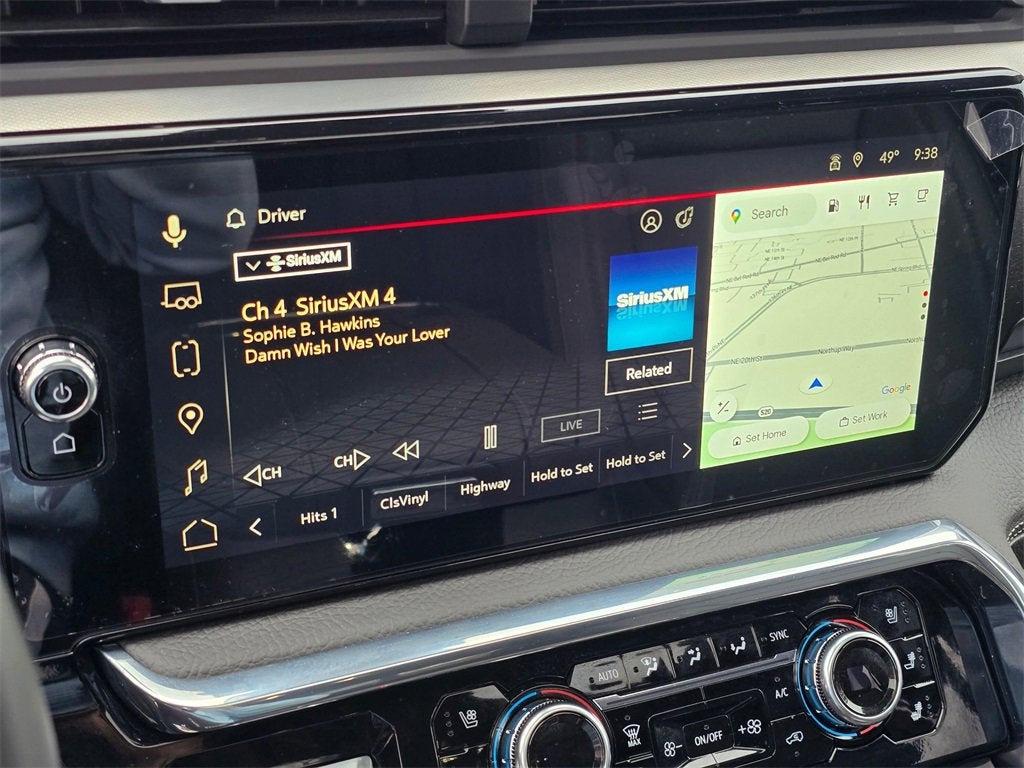 49° 9:38
Driver
SiriusXM
Ch 4 SiriusXM 4
Sophie B. Hawkins
Damn Wish I Was Your Lover
SiriusXM
Related
LIVE
CH
CH
Hits 1
ClsVinyl
Highway
Hold to Set
Hold to Set
Search
NE 20th St
Northup Way
520
Google
Set Home
Set Work
AUTO
SYNC
A/C
MAX
ON/OFF